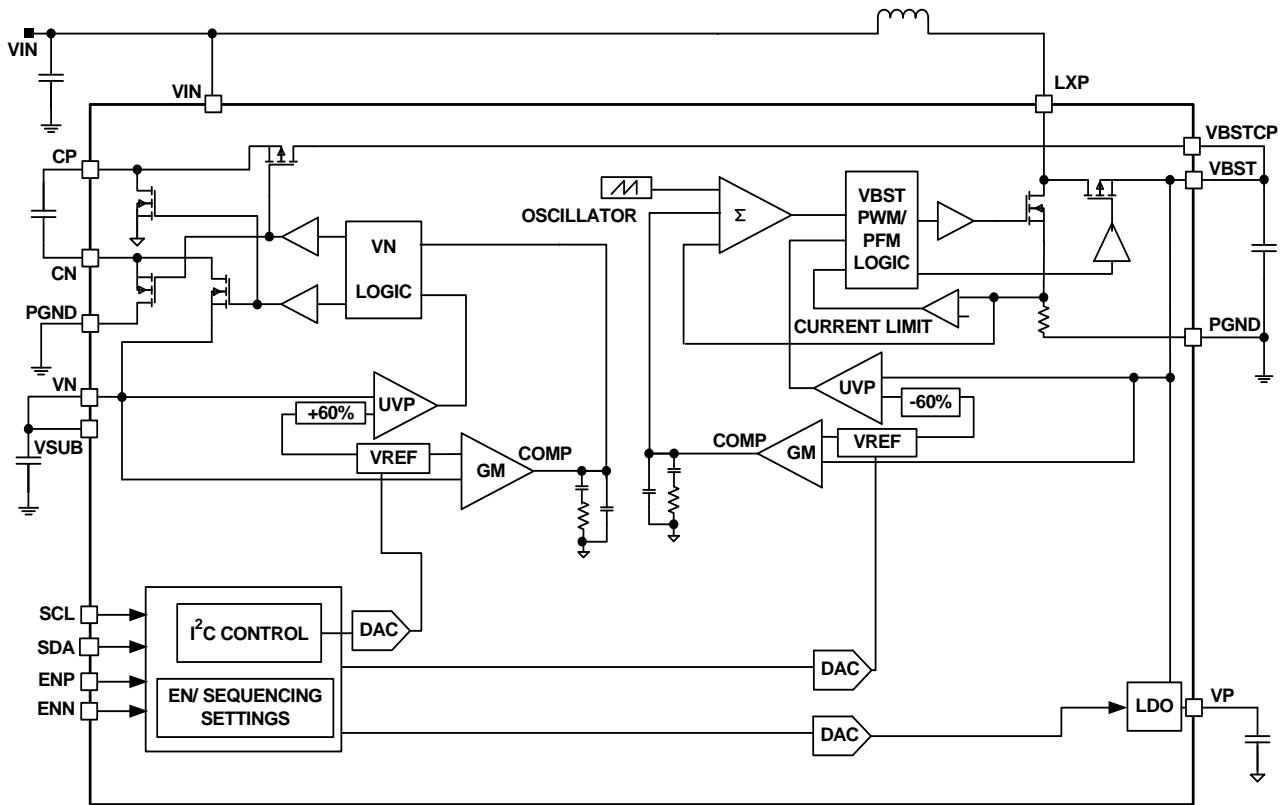 VIN
VIN
LXP
CP
VBSTCP
VBST
OSCILLATOR
Σ
VBST
PWM/
PFM
LOGIC
VN
LOGIC
CN
PGND
CURRENT LIMIT
PGND
VN
UVP
+60%
UVP
-60%
VSUB
VREF
COMP
GM
COMP
GM
VREF
SCL
SDA
ENP
ENN
I²C CONTROL
DAC
EN/ SEQUENCING
SETTINGS
DAC
DAC
LDO
VP